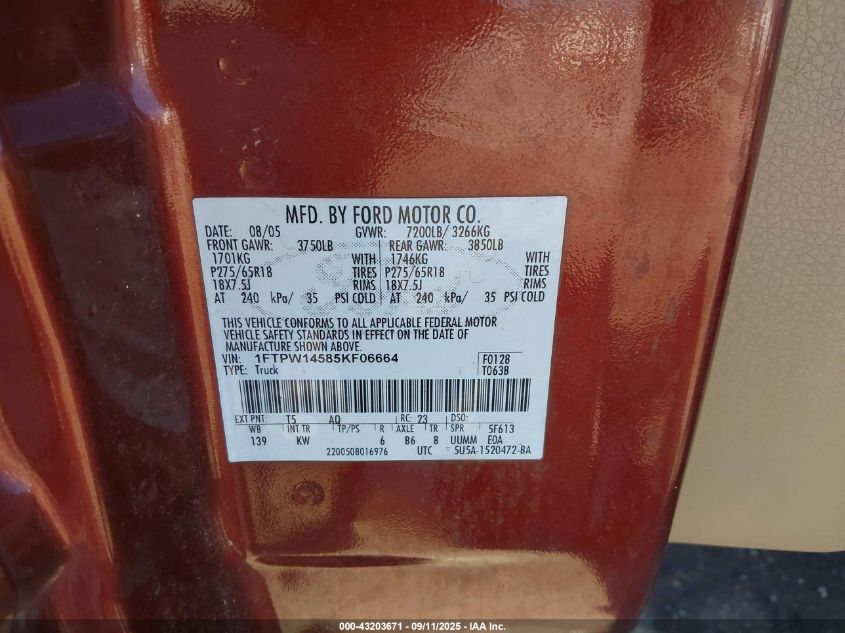 MFD. BY FORD MOTOR CO.
DATE: 08/05 GVWR: 7200LB/ 3266KG
FRONT GAWR: 3750LB REAR GAWR: 3850LB
1701KG WITH 1746KG WITH
P275/65R18 TIRES P275/65R18 TIRES
18X7.5J RIMS 18X7.5J RIMS
AT 240 kPa/ 35 PSI COLD AT 240 kPa/ 35 PSI COLD
THIS VEHICLE CONFORMS TO ALL APPLICABLE FEDERAL MOTOR
VEHICLE SAFETY STANDARDS IN EFFECT ON THE DATE OF
MANUFACTURE SHOWN ABOVE.
VIN: 1FTPW14585KF06664 F0128
TYPE: Truck T0638
EXT PNT: T5 AQ RC: 23 DSO:
WB INT TR TP/PS R AXLE TR SPR 5F613
139 KW 6 B6 B UUMM E0A
2200508016976 UTC 5U5A-1520472-BA
000-43203671 - 09/11/2025 - IAA Inc.